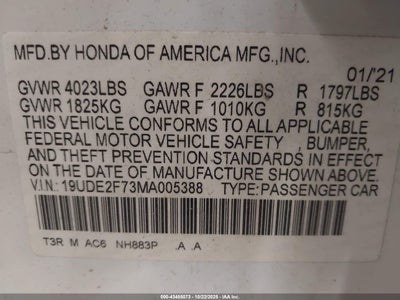 MFD.BY HONDA OF AMERICA MFG.,INC.
01/'21
GVWR 4023LBS GAWR F 2226LBS R 1797LBS
GVWR 1825KG GAWR F 1010KG R 815KG
THIS VEHICLE CONFORMS TO ALL APPLICABLE
FEDERAL MOTOR VEHICLE SAFETY , BUMPER,
AND THEFT PREVENTION STANDARDS IN EFFECT
ON THE DATE OF MANUFACTURE SHOWN ABOVE.
V.I.N.: 19UDE2F73MA005388 TYPE:PASSENGER CAR
T3R M AC6 NH883P .A .A